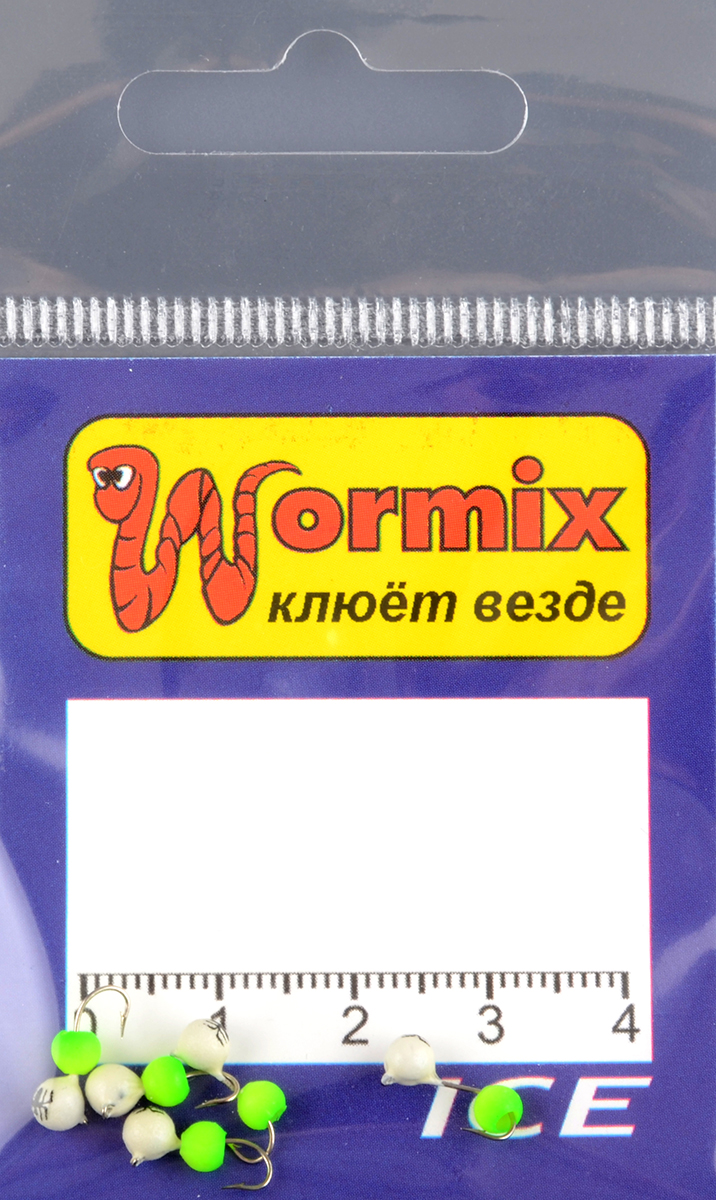 Wormix
клюёт везде
0 1 2 3 4
ICE